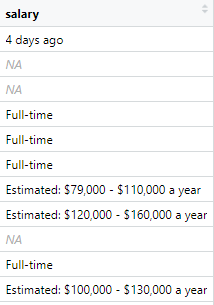 salary
4 days ago
NA
NA
Full-time
Full-time
Full-time
Estimated: $79,000 - $110,000 a year
Estimated: $120,000 - $160,000 a year
NA
Full-time
Estimated: $100,000 - $130,000 a year